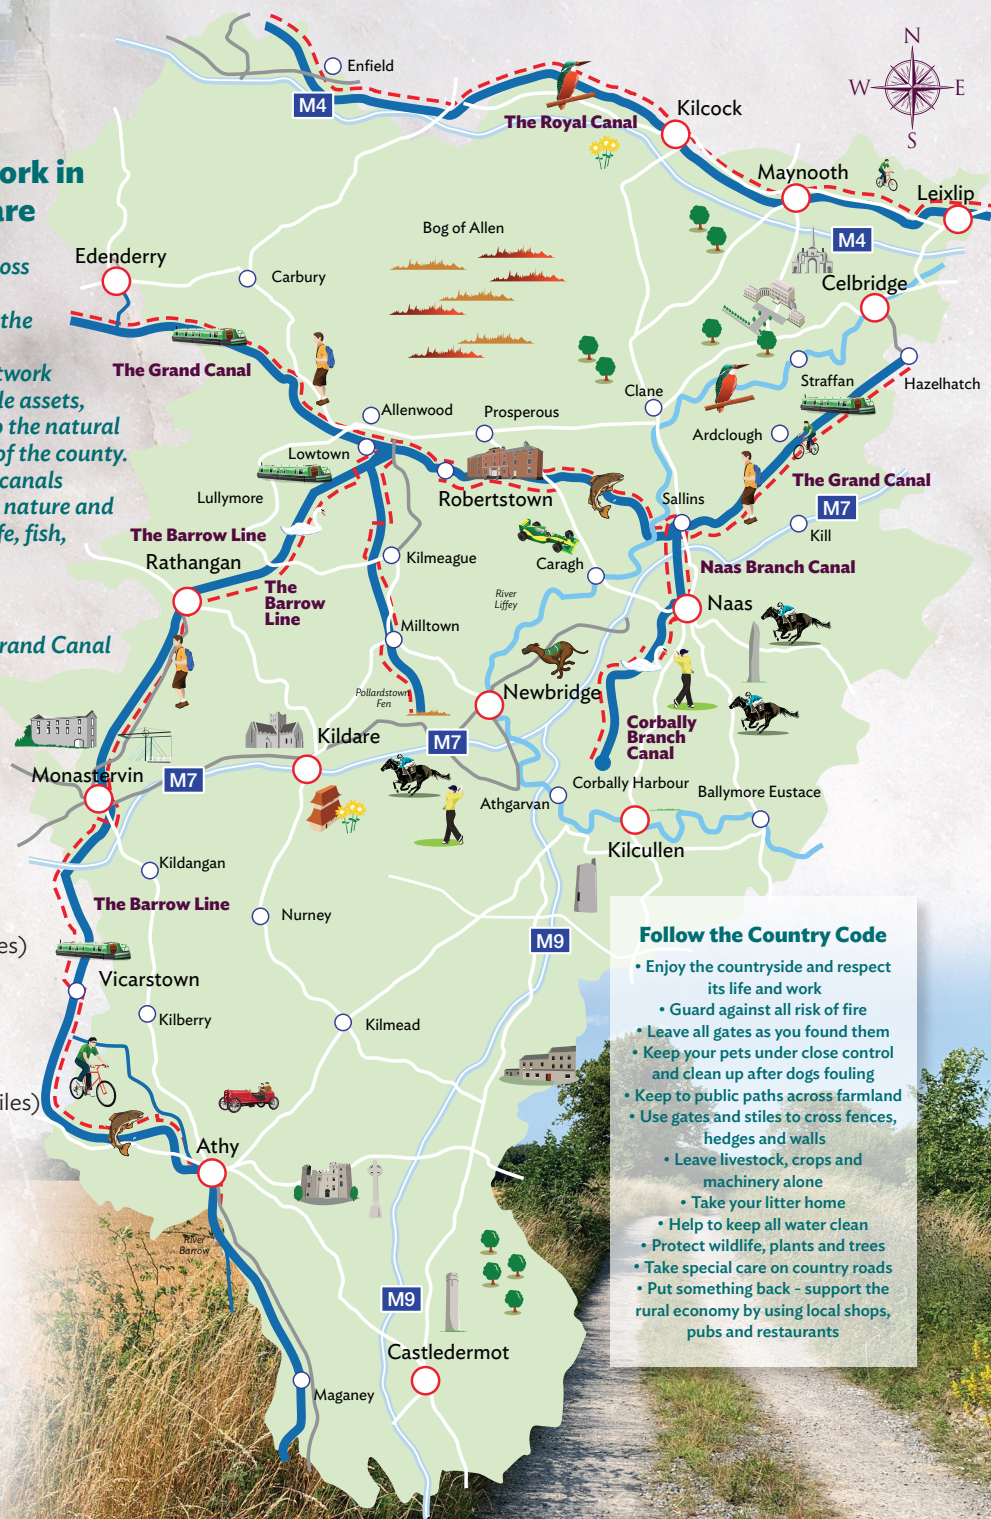 ork in
are
oss
the
twork
le assets,
o the natural
of the county.
canals
nature and
fe, fish,
rand Canal
es)
iles)
N
W
E
S
Enfield
M4
The Royal Canal
Kilcock
Maynooth
Leixlip
M4
Bog of Allen
Edenderry
Carbury
Celbridge
The Grand Canal
Straffan
Hazelhatch
Clane
Allenwood
Prosperous
Ardclough
Lowtown
Lullymore
Robertstown
Sallins
The Grand Canal
M7
Kill
The Barrow Line
Rathangan
Kilmeague
Caragh
Naas Branch Canal
The
Barrow
Line
River
Liffey
Naas
Milltown
Pollardstown
Fen
Newbridge
Corbally
Branch
Canal
Kildare
M7
Monastervin
M7
Corbally Harbour
Athgarvan
Ballymore Eustace
Kilcullen
Kildangan
The Barrow Line
Nurney
M9
Vicarstown
Kilberry
Kilmead
Athy
River
Barrow
M9
Castledermot
Maganey
Follow the Country Code
• Enjoy the countryside and respect
its life and work
• Guard against all risk of fire
• Leave all gates as you found them
• Keep your pets under close control
and clean up after dogs fouling
• Keep to public paths across farmland
• Use gates and stiles to cross fences,
hedges and walls
• Leave livestock, crops and
machinery alone
• Take your litter home
• Help to keep all water clean
• Protect wildlife, plants and trees
• Take special care on country roads
• Put something back - support the
rural economy by using local shops,
pubs and restaurants